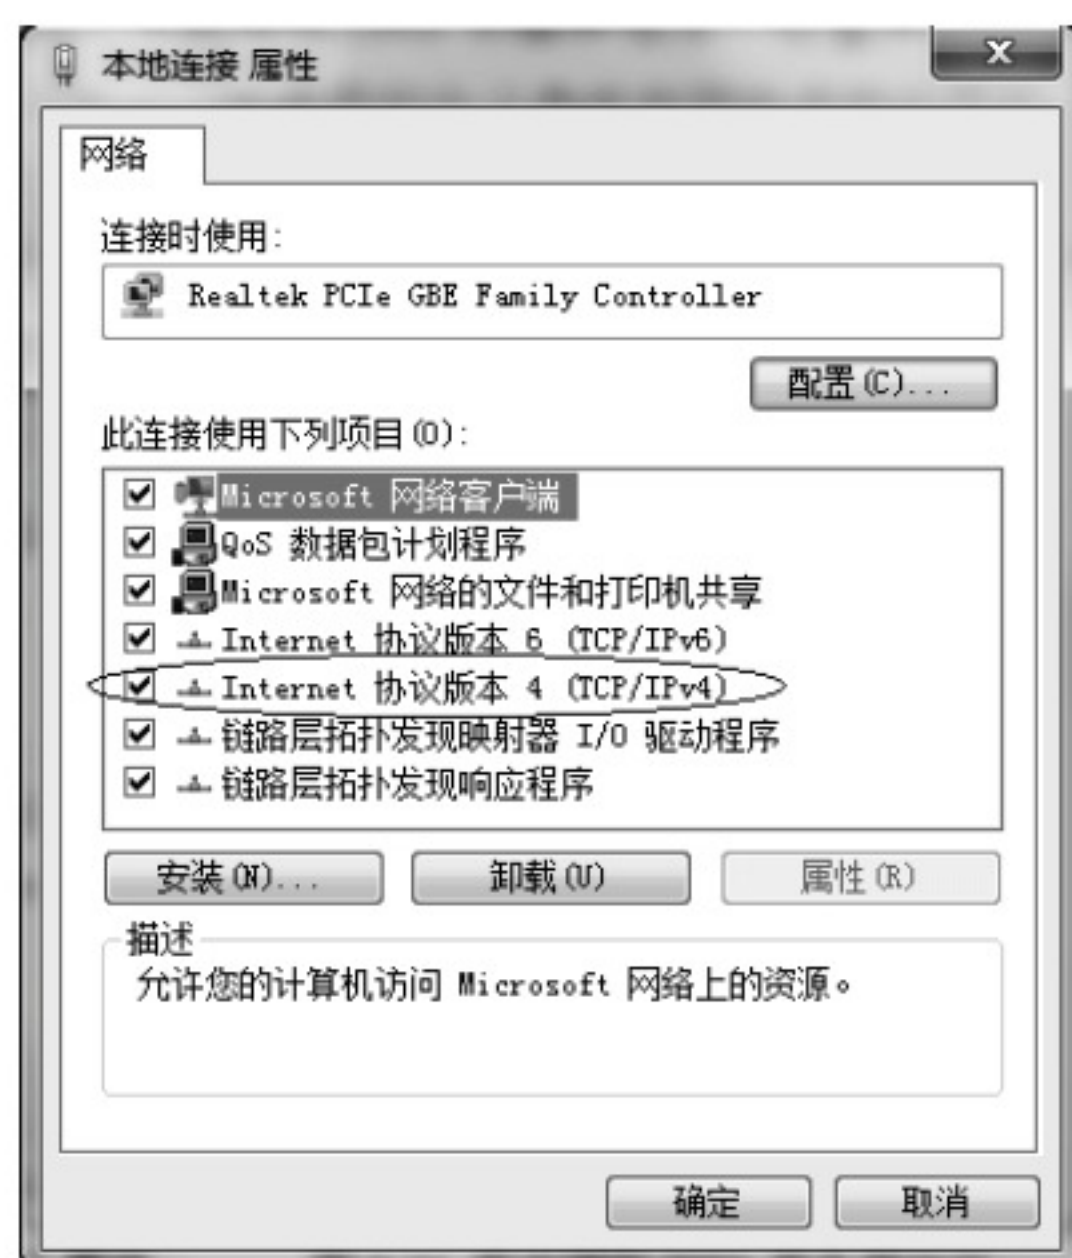 本地连接 属性
网络
连接时使用:
Realtek PCIe GBE Family Controller
配置(C)...
此连接使用下列项目(O):
Microsoft 网络客户端
QoS 数据包计划程序
Microsoft 网络的文件和打印机共享
Internet 协议版本 6 (TCP/IPv6)
Internet 协议版本 4 (TCP/IPv4)
链路层拓扑发现映射器 I/O 驱动程序
链路层拓扑发现响应程序
安装(N)... 卸载(U) 属性(R)
描述
允许您的计算机访问 Microsoft 网络上的资源。
确定 取消